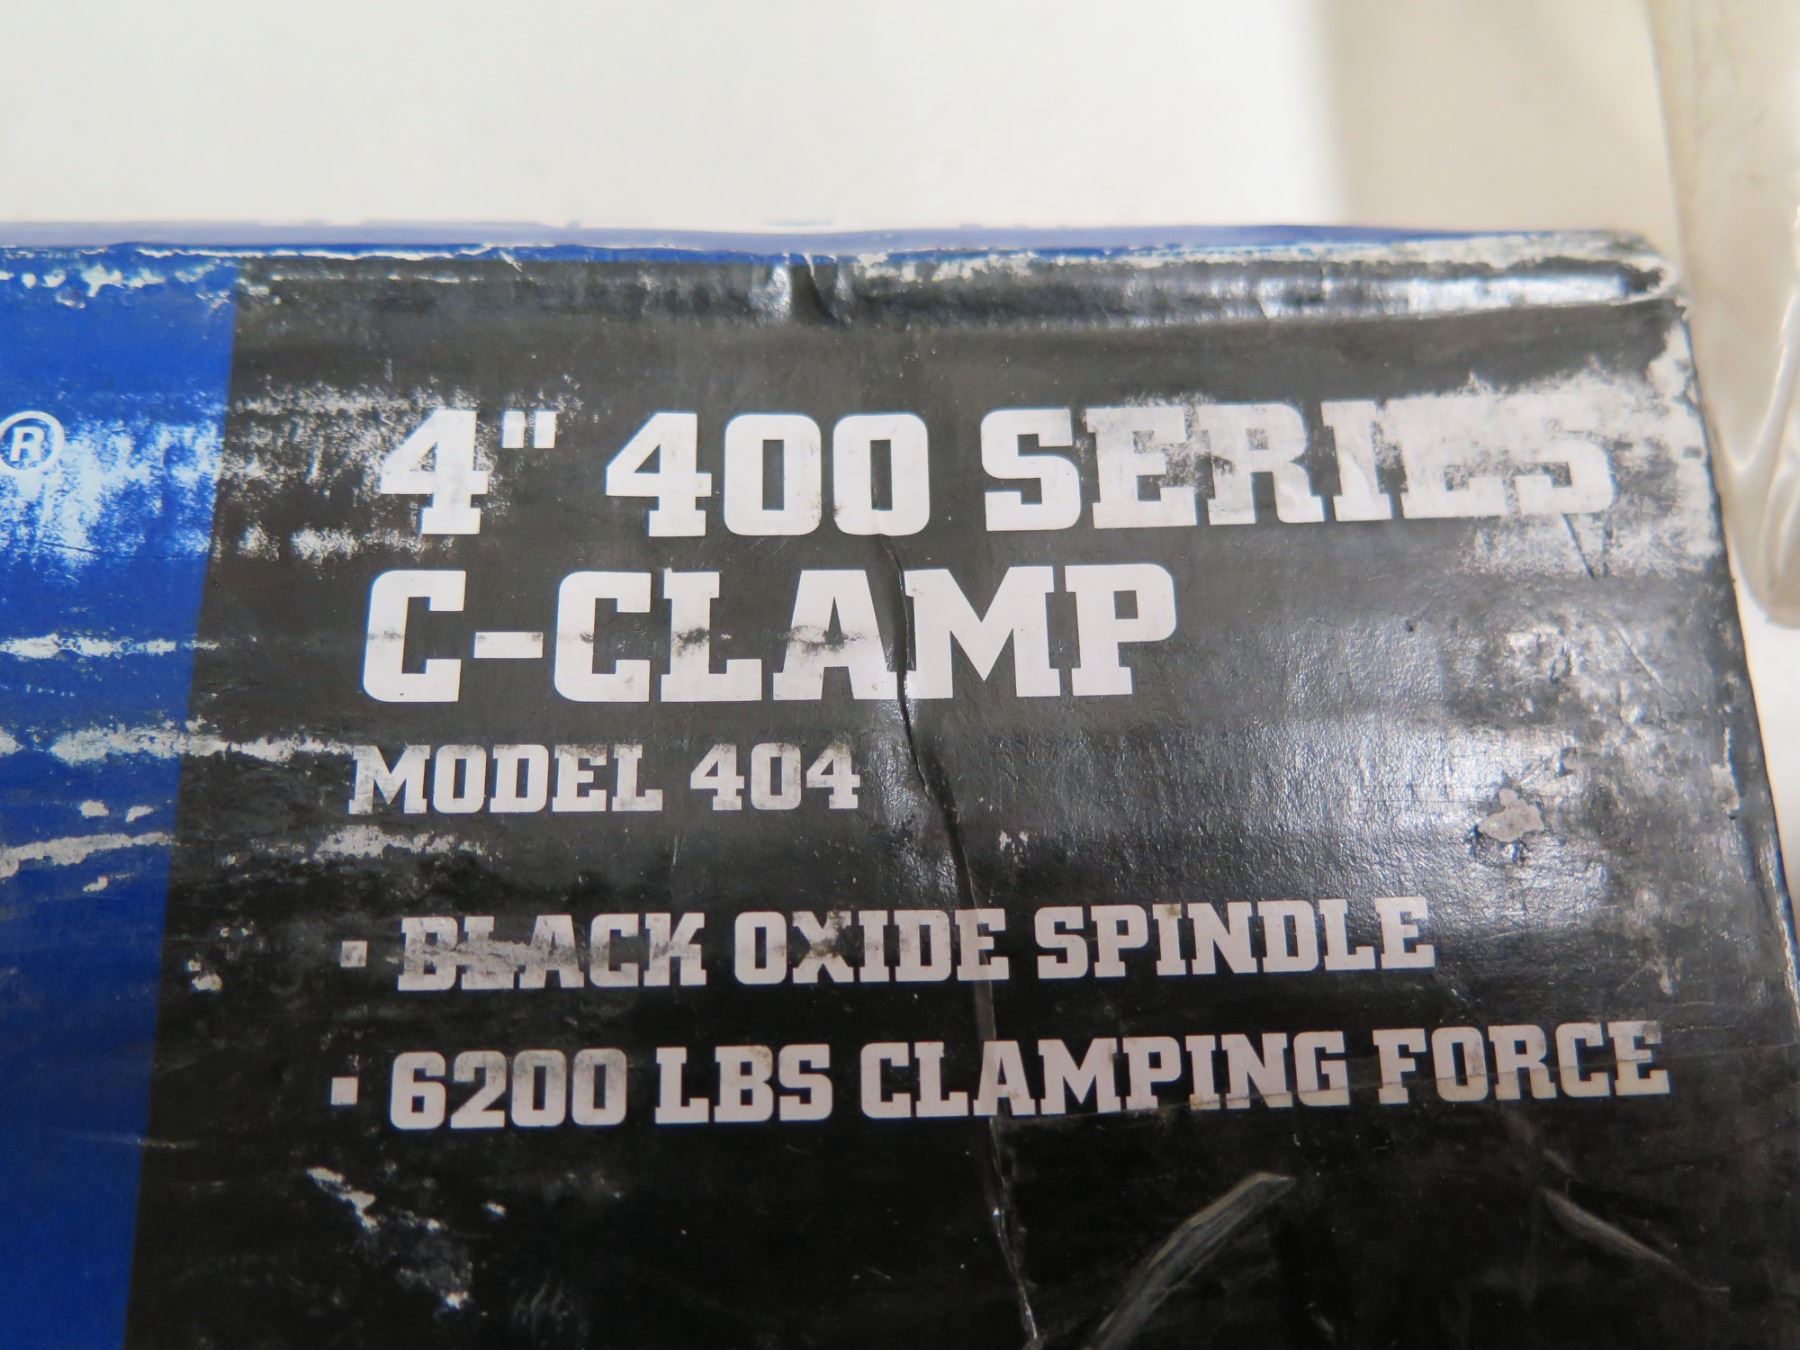 ®
4" 400 SERIES
C-CLAMP
MODEL 404
▪ BLACK OXIDE SPINDLE
▪ 6200 LBS CLAMPING FORCE